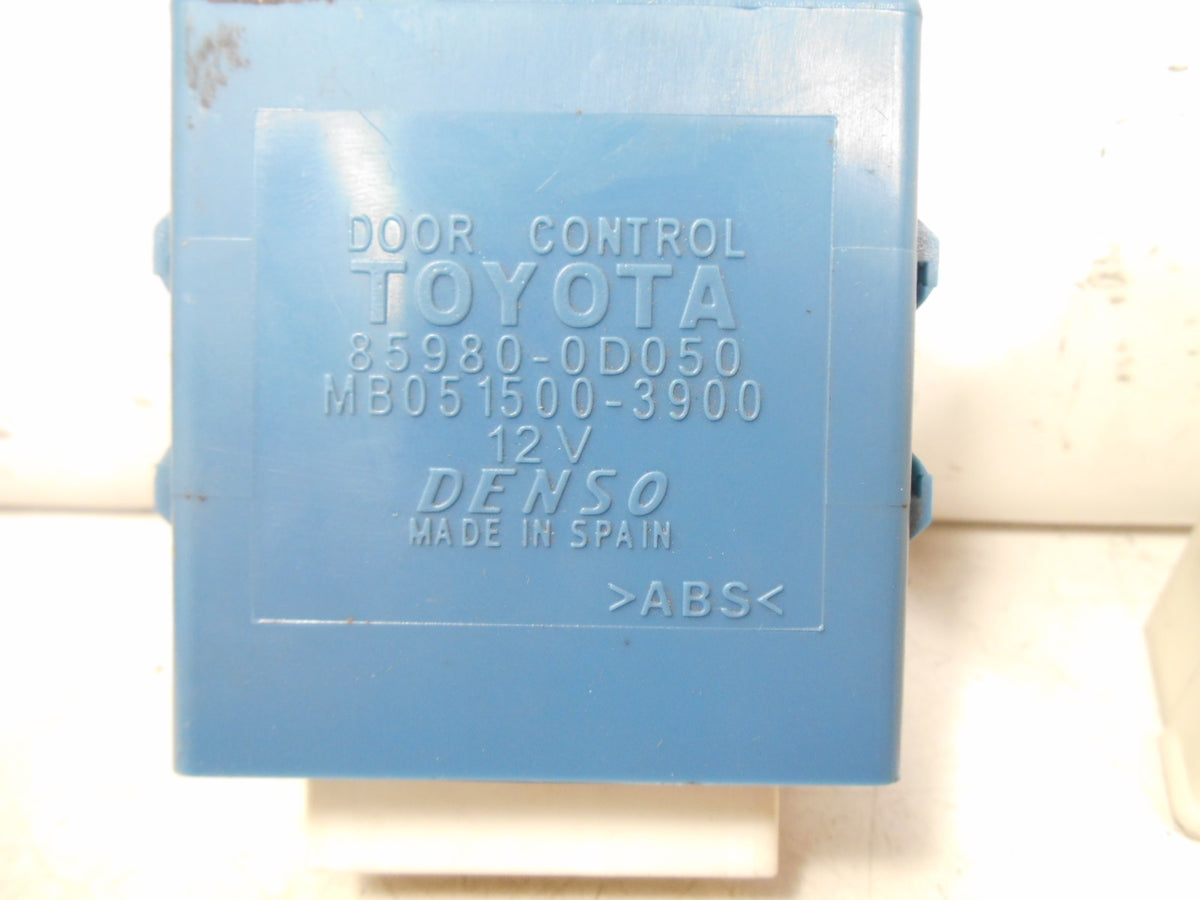 DOOR CONTROL
TOYOTA
85980-0D050
MB051500-3900
12V
DENSO
MADE IN SPAIN
>ABS<